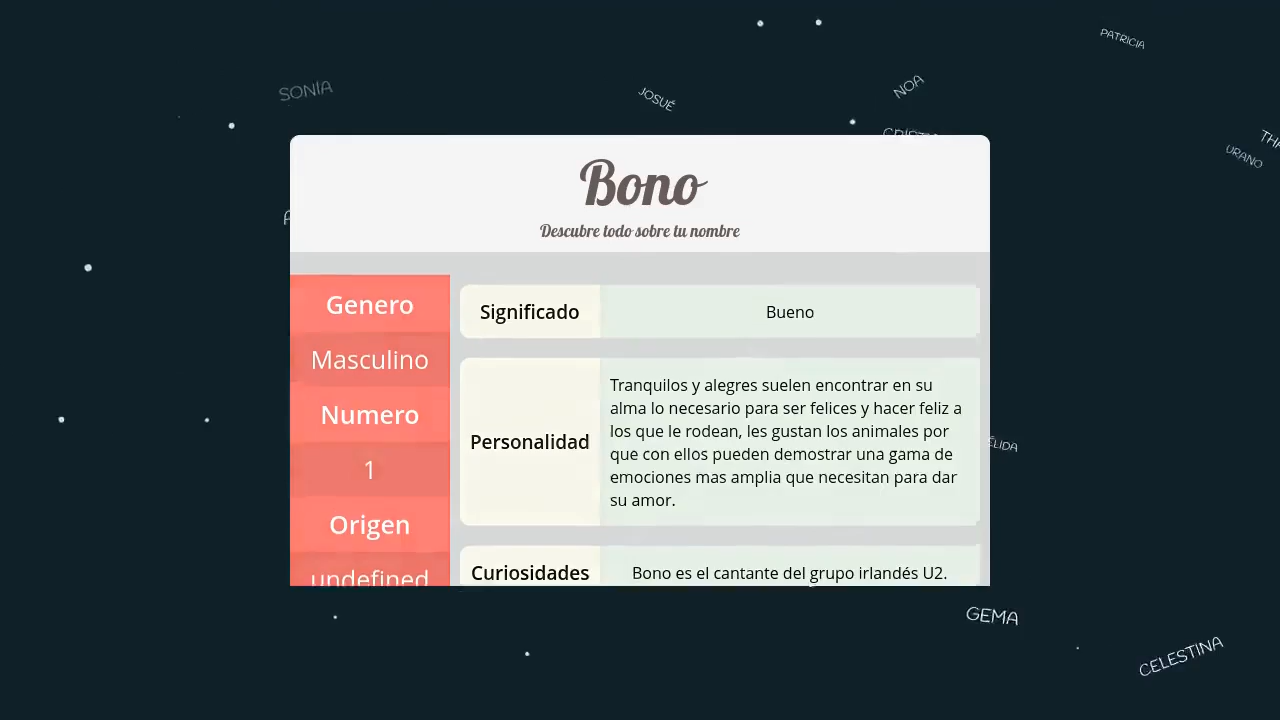 PATRICIA
SONIA
NOA
JOSUÉ
URANO
Bono
Descubre todo sobre tu nombre
Genero
Masculino
Numero
1
Origen
undefined
Significado
Bueno
Personalidad
Tranquilos y alegres suelen encontrar en su
alma lo necesario para ser felices y hacer feliz a
los que le rodean, les gustan los animales por
que con ellos pueden demostrar una gama de
emociones mas amplia que necesitan para dar
su amor.
Curiosidades
Bono es el cantante del grupo irlandés U2.
GEMA
CELESTINA